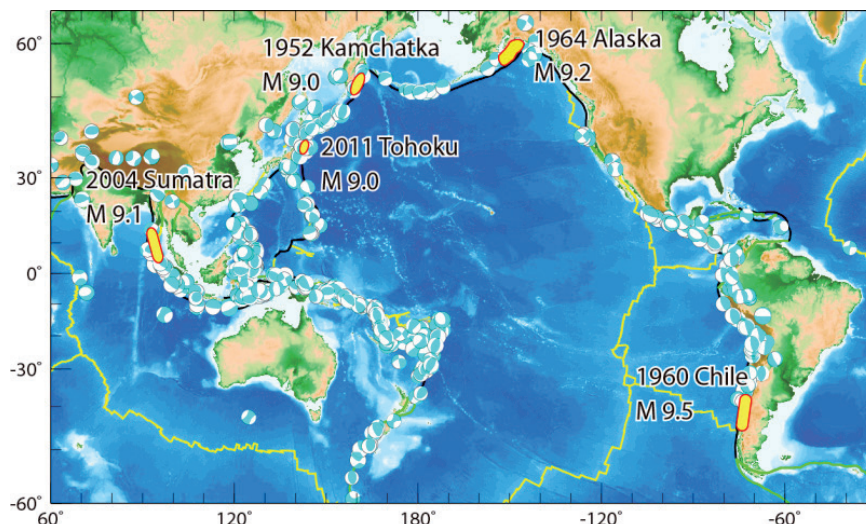 60˚
1952 Kamchatka
M 9.0
1964 Alaska
M 9.2
2011 Tohoku
M 9.0
30˚
2004 Sumatra
M 9.1
0˚
-30˚
1960 Chile
M 9.5
-60˚
60˚
120˚
180˚
-120˚
-60˚